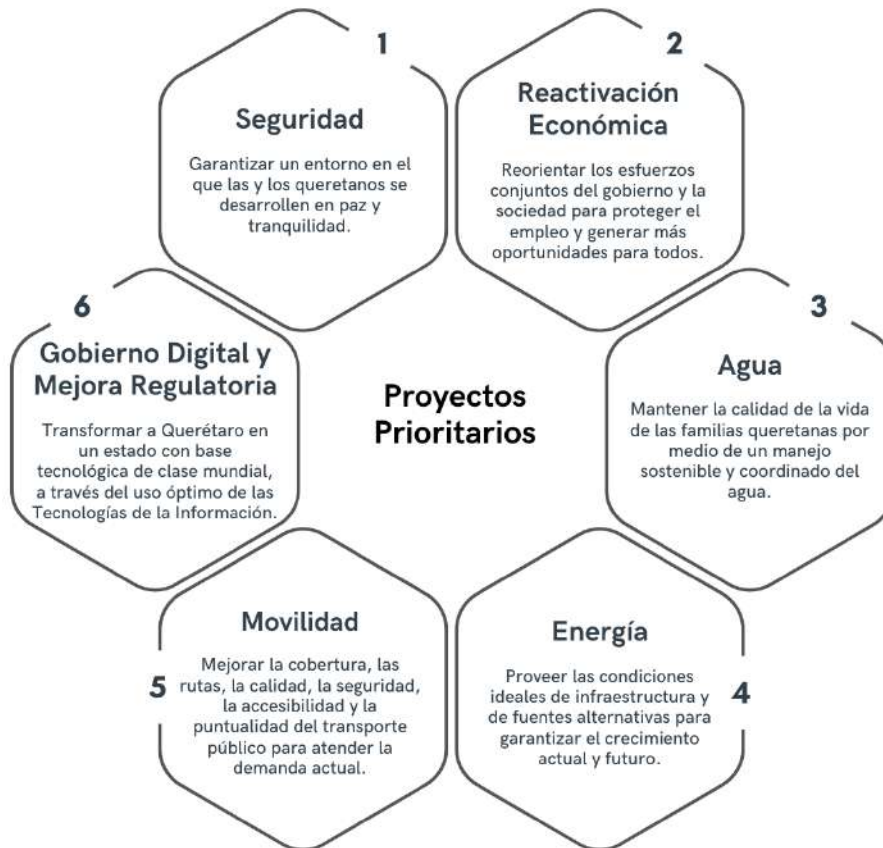 1
Seguridad
Garantizar un entorno en el
que las y los queretanos se
desarrollen en paz y
tranquilidad.
2
Reactivación
Económica
Reorientar los esfuerzos
conjuntos del gobierno y la
sociedad para proteger el
empleo y generar más
oportunidades para todos.
6
Gobierno Digital y
Mejora Regulatoria
Transformar a Querétaro en
un estado con base
tecnológica de clase mundial,
a través del uso óptimo de las
Tecnologías de la Información.
Proyectos
Prioritarios
3
Agua
Mantener la calidad de la vida
de las familias queretanas por
medio de un manejo
sostenible y coordinado del
agua.
5
Movilidad
Mejorar la cobertura, las
rutas, la calidad, la seguridad,
la accesibilidad y la
puntualidad del transporte
público para atender la
demanda actual.
Energía
Proveer las condiciones
ideales de infraestructura y
de fuentes alternativas para
garantizar el crecimiento
actual y futuro.
4